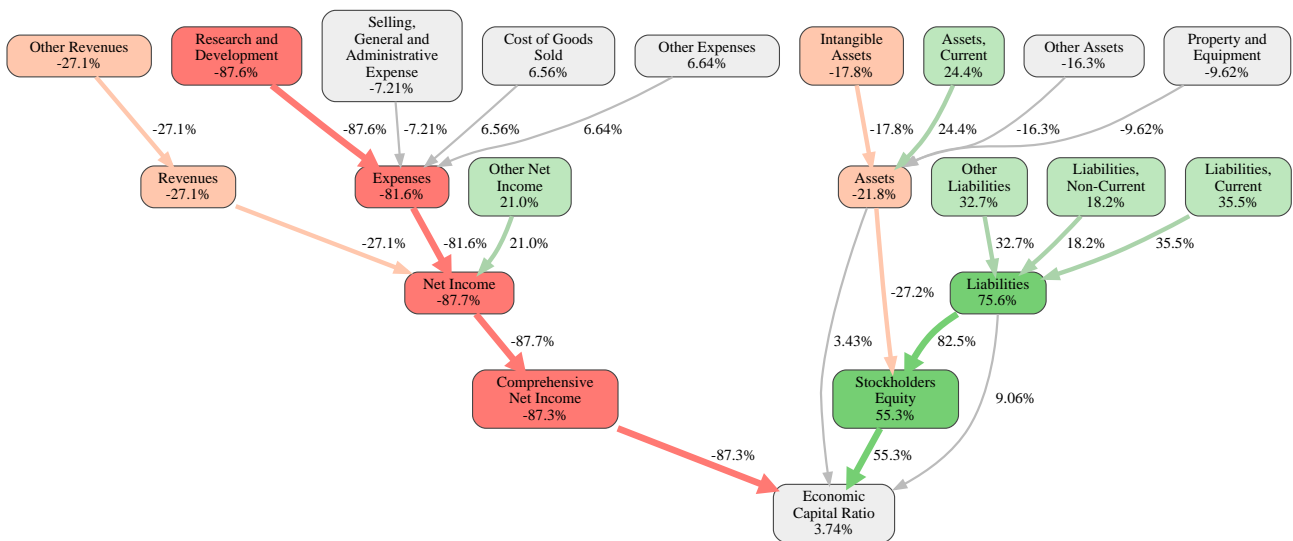 Other Revenues
-27.1%
Research and
Development
-87.6%
Selling,
General and
Administrative
Expense
-7.21%
Cost of Goods
Sold
6.56%
Other Expenses
6.64%
Intangible
Assets
-17.8%
Assets,
Current
24.4%
Other Assets
-16.3%
Property and
Equipment
-9.62%
-27.1%
-87.6%
-7.21%
6.56%
6.64%
-17.8%
24.4%
-16.3%
-9.62%
Revenues
-27.1%
Expenses
-81.6%
Other Net
Income
21.0%
Assets
-21.8%
Other
Liabilities
32.7%
Liabilities,
Non-Current
18.2%
Liabilities,
Current
35.5%
-27.1%
-81.6%
21.0%
32.7%
18.2%
35.5%
Net Income
-87.7%
-27.2%
Liabilities
75.6%
-87.7%
3.43%
82.5%
Comprehensive
Net Income
-87.3%
Stockholders
Equity
55.3%
9.06%
-87.3%
55.3%
Economic
Capital Ratio
3.74%